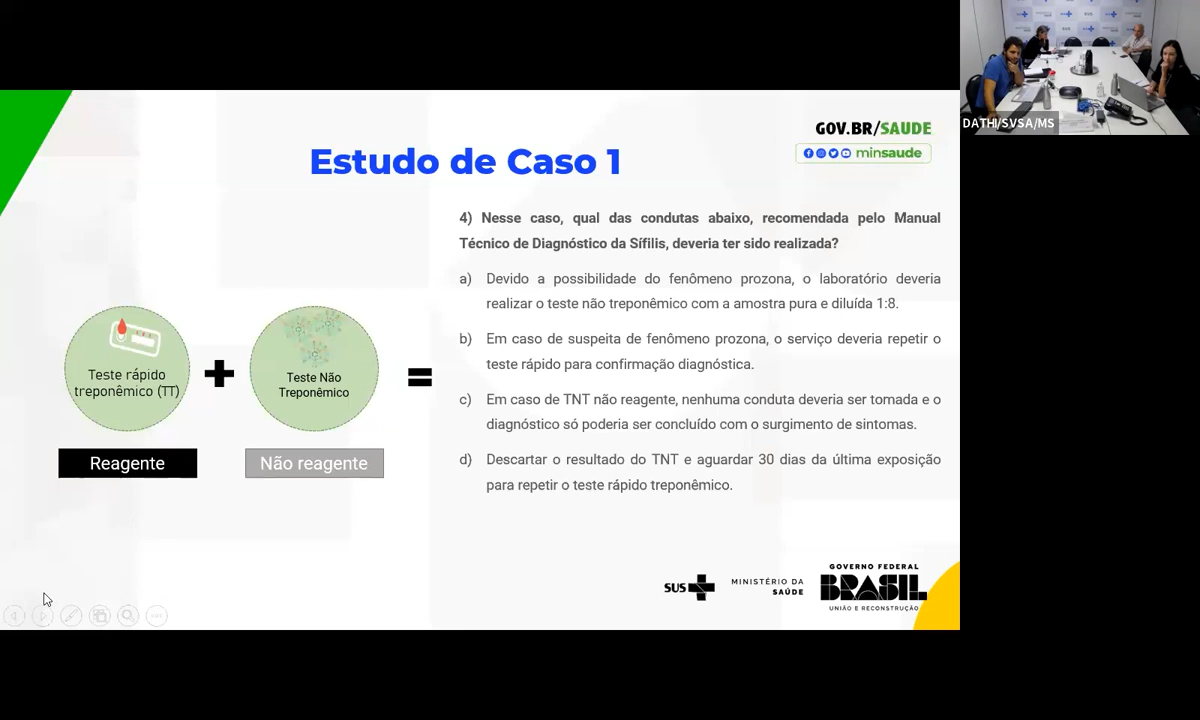 DATHI/SVSA/MS
GOV.BR/SAUDE
minsaude
Estudo de Caso 1
4) Nesse caso, qual das condutas abaixo, recomendada pelo Manual
Técnico de Diagnóstico da Sífilis, deveria ter sido realizada?
a) Devido a possibilidade do fenômeno prozona, o laboratório deveria
realizar o teste não treponêmico com a amostra pura e diluída 1:8.
b) Em caso de suspeita de fenômeno prozona, o serviço deveria repetir o
teste rápido para confirmação diagnóstica.
c) Em caso de TNT não reagente, nenhuma conduta deveria ser tomada e o
diagnóstico só poderia ser concluído com o surgimento de sintomas.
d) Descartar o resultado do TNT e aguardar 30 dias da última exposição
para repetir o teste rápido treponêmico.
Teste rápido
treponêmico (TT)
+
Teste Não
Treponêmico
=
Reagente
Não reagente
SUS
MINISTÉRIO DA
SAÚDE
GOVERNO FEDERAL
BRASIL
UNIÃO E RECONSTRUÇÃO